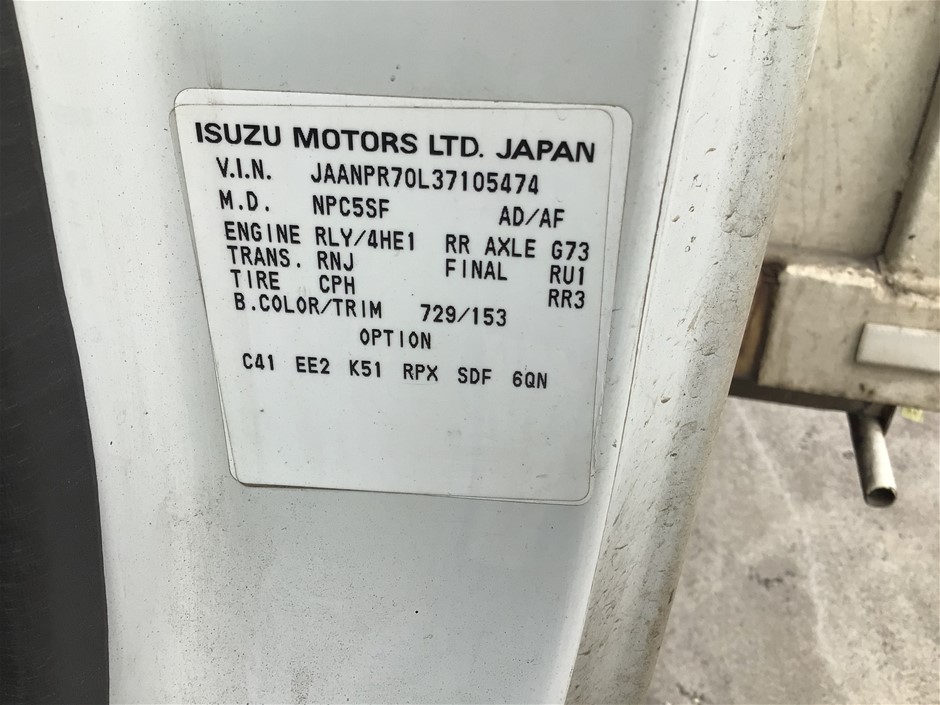 ISUZU MOTORS LTD. JAPAN
V.I.N. JAANPR70L37105474
M.D. NPC5SF AD/AF
ENGINE RLY/4HE1 RR AXLE G73
TRANS. RNJ FINAL RU1
TIRE CPH RR3
B.COLOR/TRIM 729/153
OPTION
C41 EE2 K51 RPX SDF 6QN